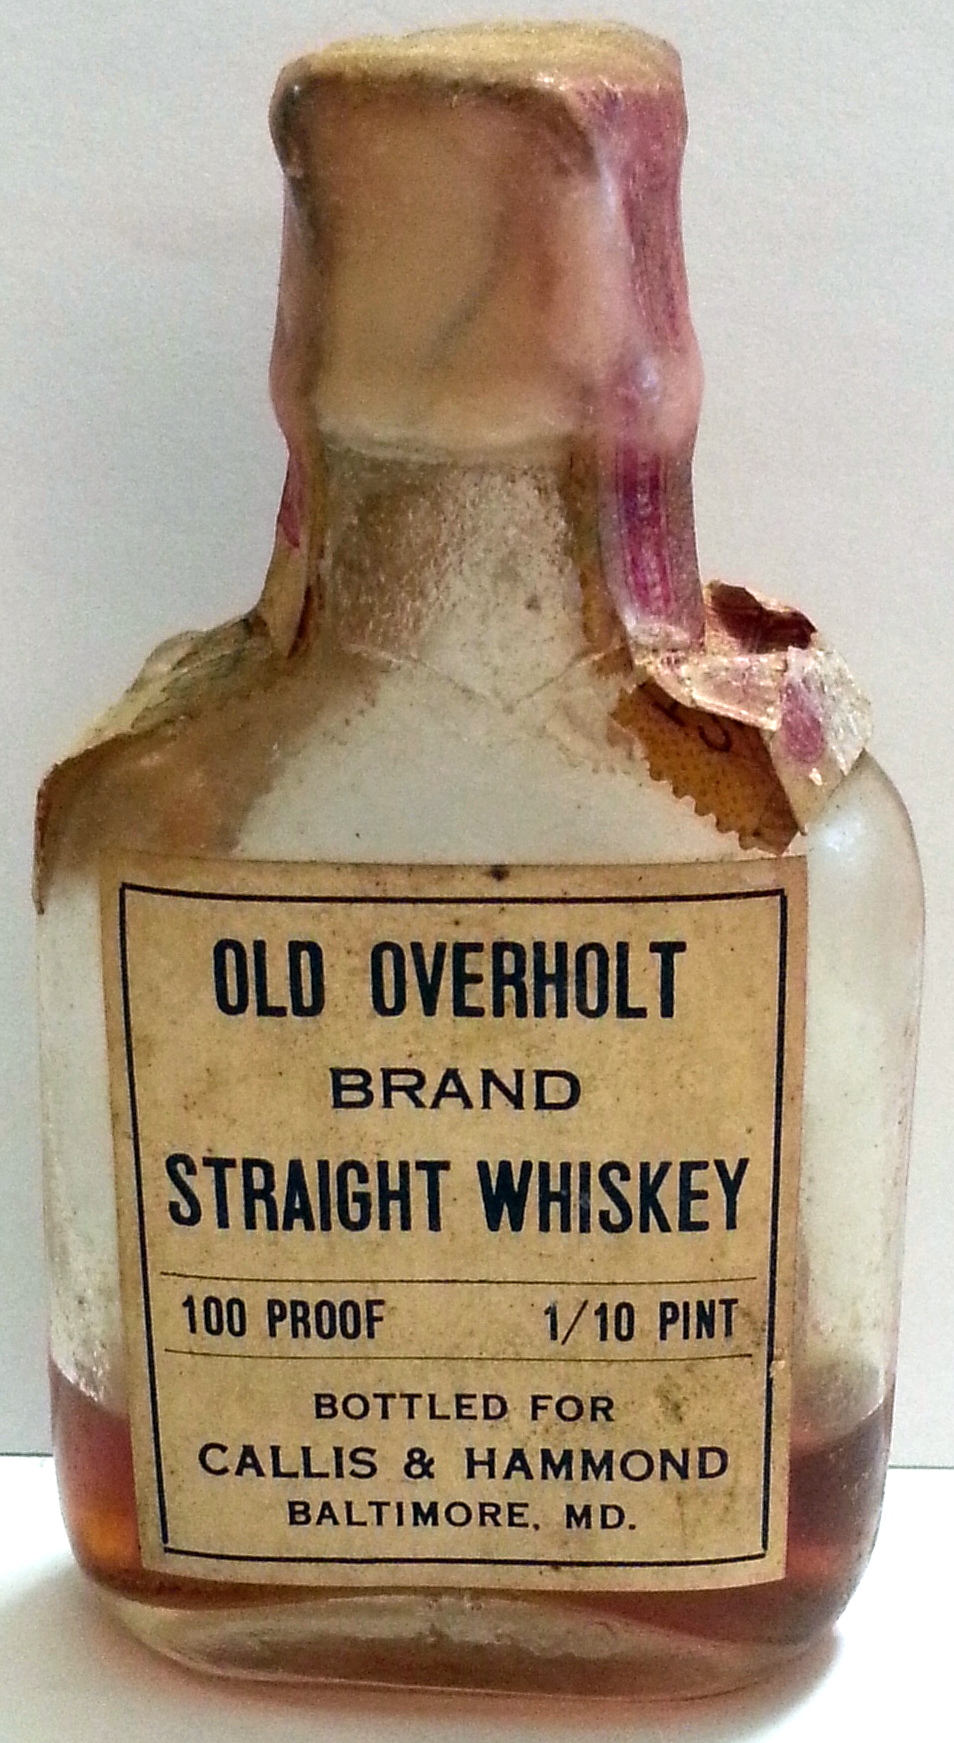 OLD OVERHOLT
BRAND
STRAIGHT WHISKEY
100 PROOF 1/10 PINT
BOTTLED FOR
CALLIS & HAMMOND
BALTIMORE, MD.